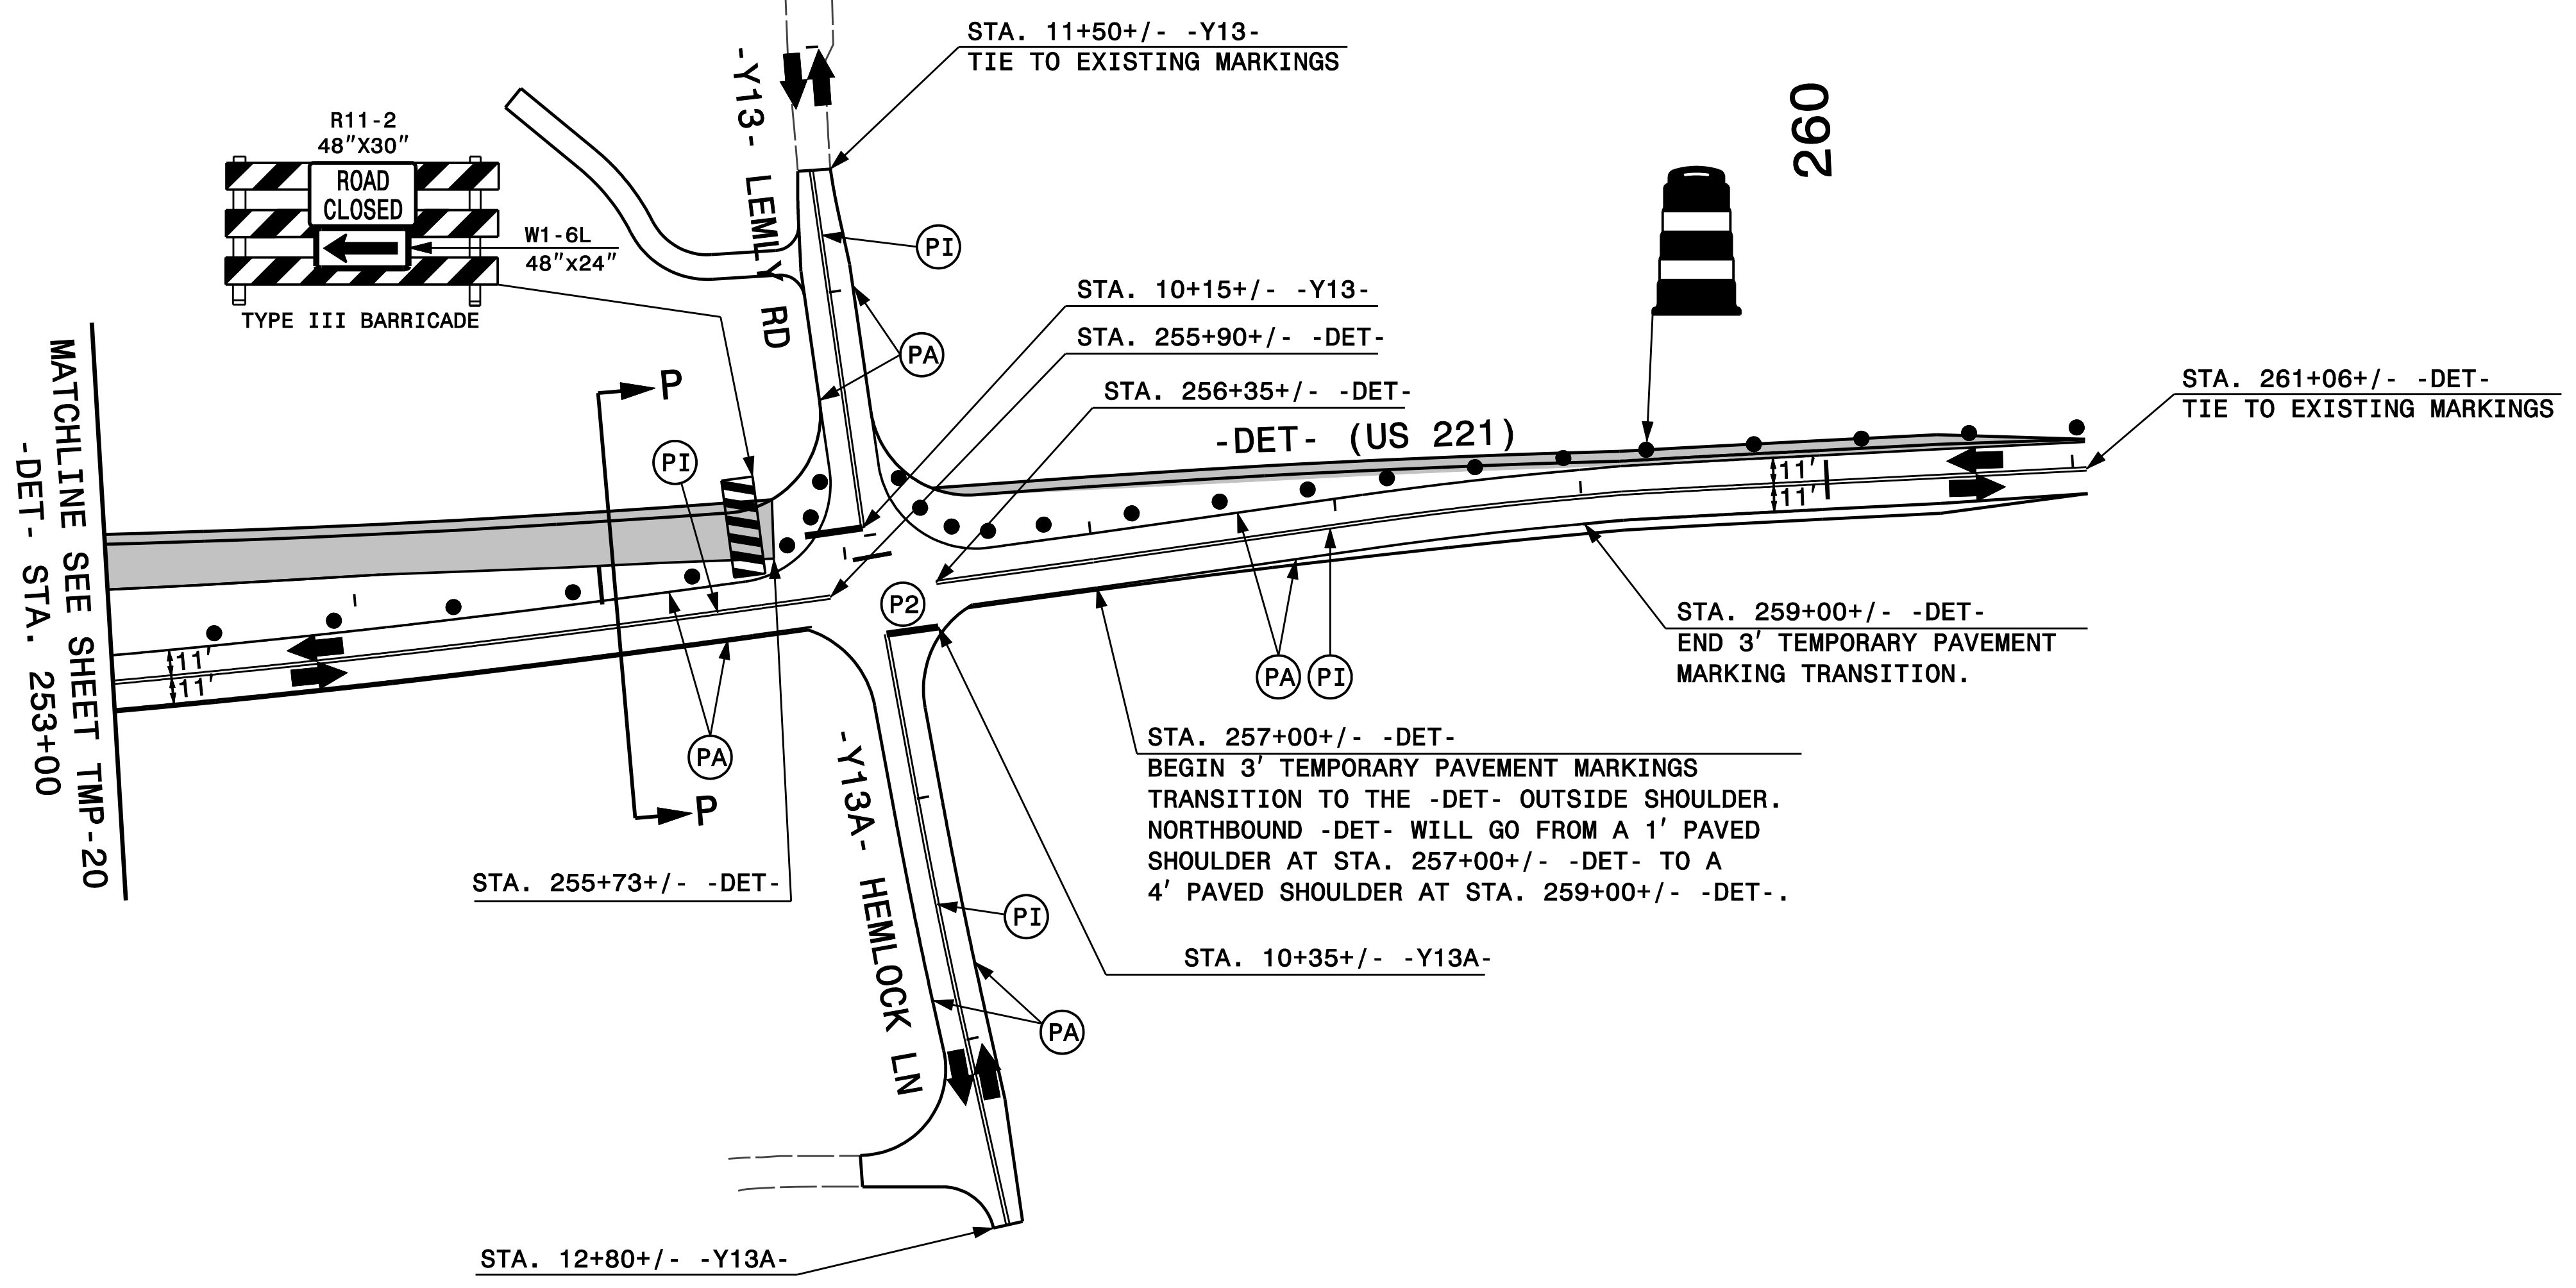 STA. 11+50+/- -Y13-
TIE TO EXISTING MARKINGS
-Y13- LEMLY RD
260
R11-2
48"X30"
ROAD
CLOSED
W1-6L
48"x24"
TYPE III BARRICADE
PI
PA
STA. 10+15+/- -Y13-
STA. 255+90+/- -DET-
STA. 256+35+/- -DET-
STA. 261+06+/- -DET-
TIE TO EXISTING MARKINGS
MATCHLINE SEE SHEET TMP-20
-DET- STA. 253+00
P
PI
-DET- (US 221)
11'
11'
P2
11'
11'
STA. 259+00+/- -DET-
END 3' TEMPORARY PAVEMENT
MARKING TRANSITION.
PA
PI
PA
STA. 257+00+/- -DET-
BEGIN 3' TEMPORARY PAVEMENT MARKINGS
TRANSITION TO THE -DET- OUTSIDE SHOULDER.
NORTHBOUND -DET- WILL GO FROM A 1' PAVED
SHOULDER AT STA. 257+00+/- -DET- TO A
4' PAVED SHOULDER AT STA. 259+00+/- -DET-.
P
STA. 255+73+/- -DET-
-Y13A- HEMLOCK LN
PI
STA. 10+35+/- -Y13A-
PA
STA. 12+80+/- -Y13A-